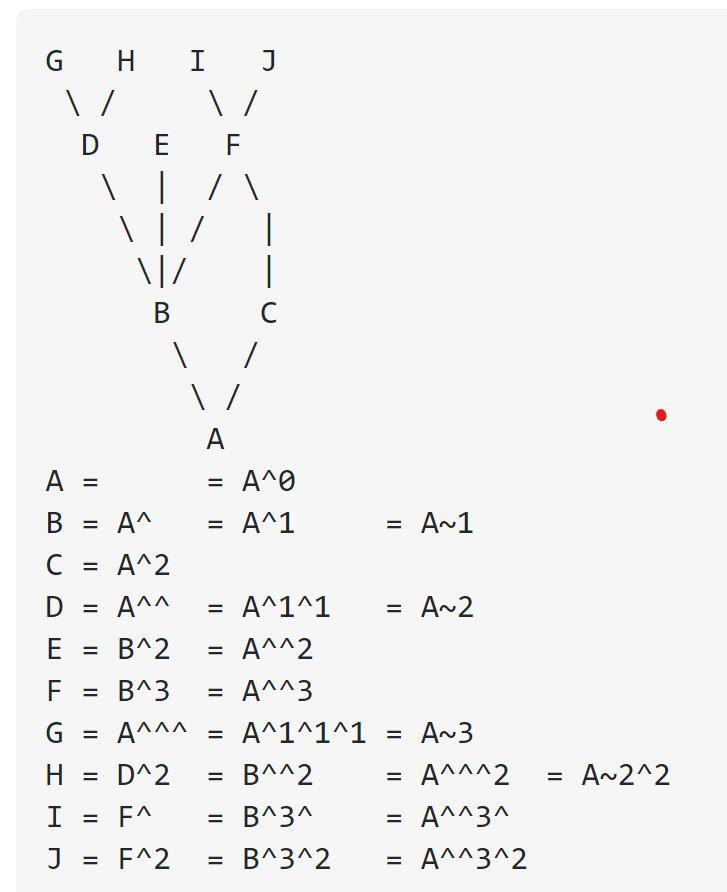 G   H   I   J
 \ /     \ /
  D   E   F
   \  |  / \
    \ | /   |
     \|/    |
      B     C
       \   /
        \ /
         A
A =      = A^0
B = A^   = A^1     = A~1
C = A^2
D = A^^  = A^1^1   = A~2
E = B^2  = A^^2
F = B^3  = A^^3
G = A^^^ = A^1^1^1 = A~3
H = D^2  = B^^2    = A^^^2  = A~2^2
I = F^   = B^3^    = A^^3^
J = F^2  = B^3^2   = A^^3^2